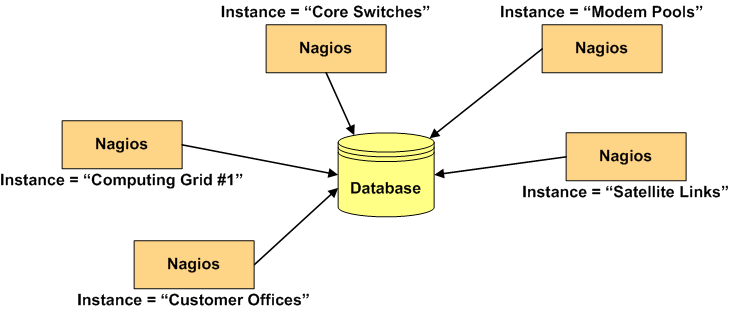 Instance = “Core Switches”
Nagios
Instance = “Modem Pools”
Nagios
Nagios
Instance = “Computing Grid #1”
Database
Nagios
Instance = “Satellite Links”
Nagios
Instance = “Customer Offices”